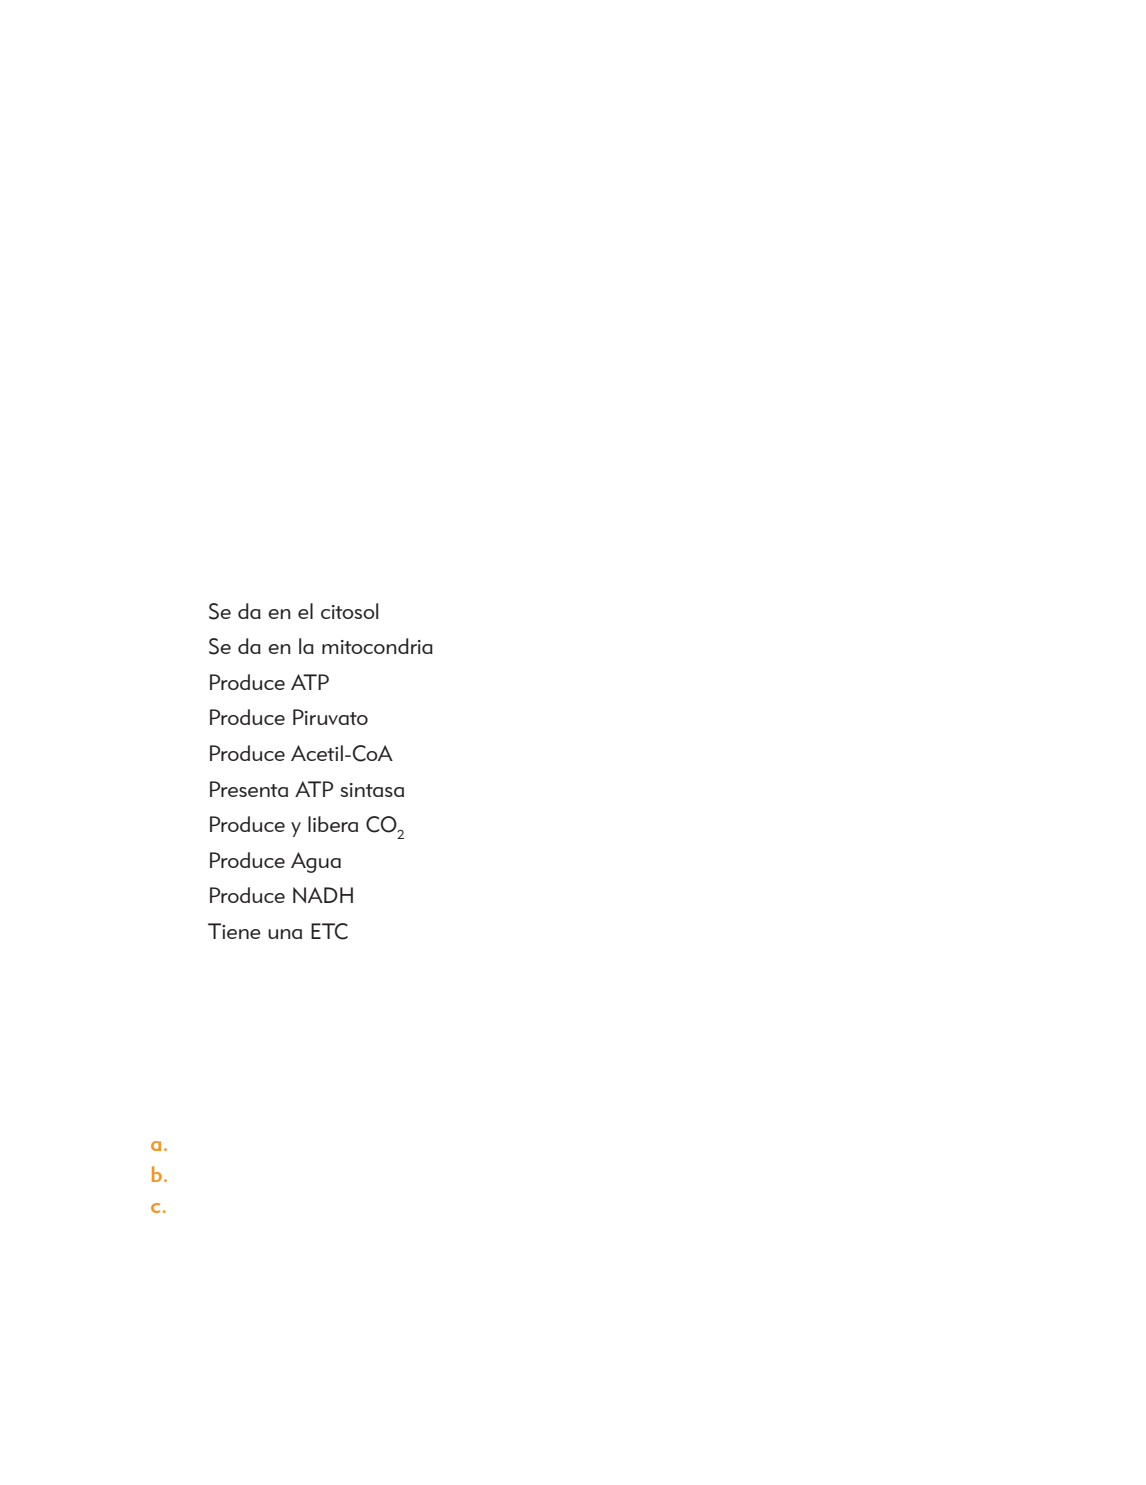 Se da en el citosol
Se da en la mitocondria
Produce ATP
Produce Piruvato
Produce Acetil-CoA
Presenta ATP sintasa
Produce y libera CO₂
Produce Agua
Produce NADH
Tiene una ETC
a.
b.
c.